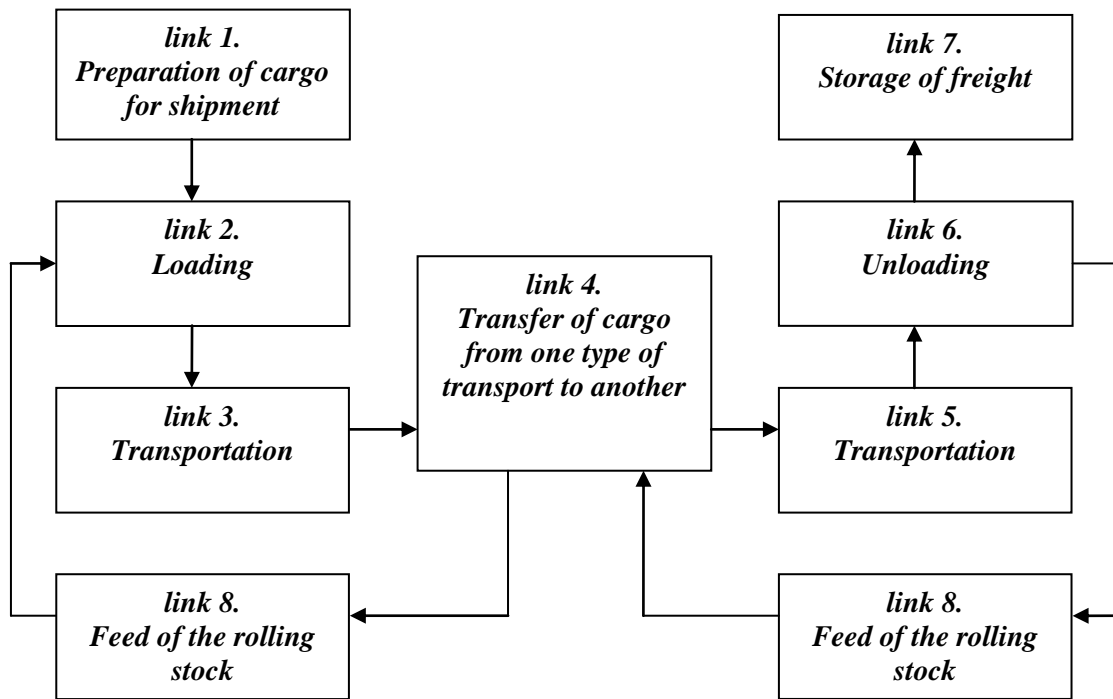 link 1.
Preparation of cargo
for shipment
link 2.
Loading
link 3.
Transportation
link 8.
Feed of the rolling
stock
link 4.
Transfer of cargo
from one type of
transport to another
link 7.
Storage of freight
link 6.
Unloading
link 5.
Transportation
link 8.
Feed of the rolling
stock